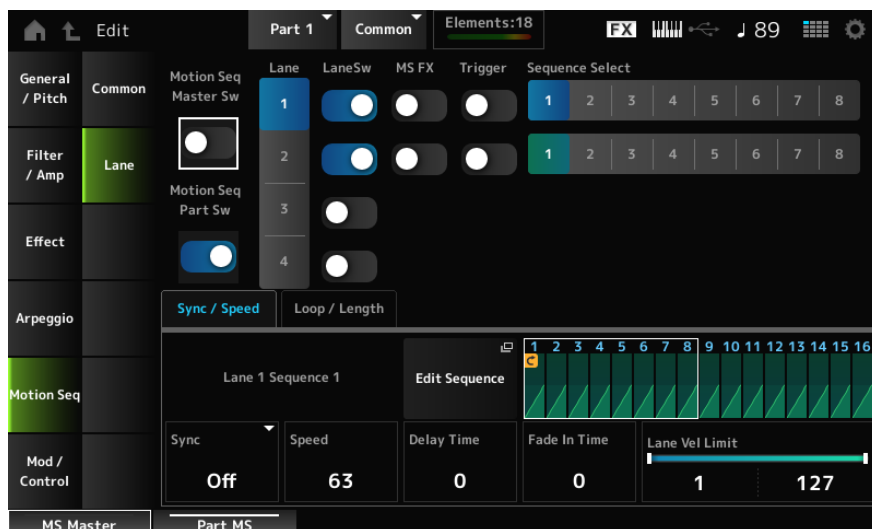 Edit
Part 1
Common
Elements:18
FX
♩ 89
General
/ Pitch
Common
Motion Seq
Master Sw
Lane
LaneSw
MS FX
Trigger
Sequence Select
1
1 2 3 4 5 6 7 8
Filter
/ Amp
Lane
2
1 2 3 4 5 6 7 8
Motion Seq
Part Sw
3
Effect
4
Arpeggio
Sync / Speed
Loop / Length
Motion Seq
Lane 1 Sequence 1
Edit Sequence
1 2 3 4 5 6 7 8 9 10 11 12 13 14 15 16
Mod /
Control
Sync
Off
Speed
63
Delay Time
0
Fade In Time
0
Lane Vel Limit
1 127
MS Master
Part MS